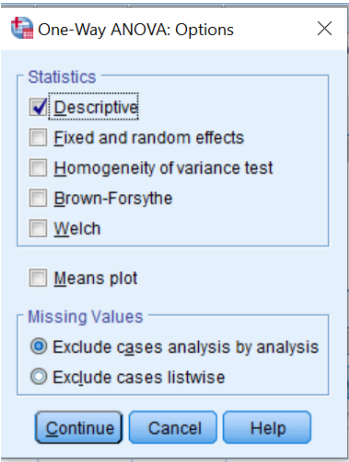 One-Way ANOVA: Options
Statistics
Descriptive
Fixed and random effects
Homogeneity of variance test
Brown-Forsythe
Welch
Means plot
Missing Values
Exclude cases analysis by analysis
Exclude cases listwise
Continue Cancel Help